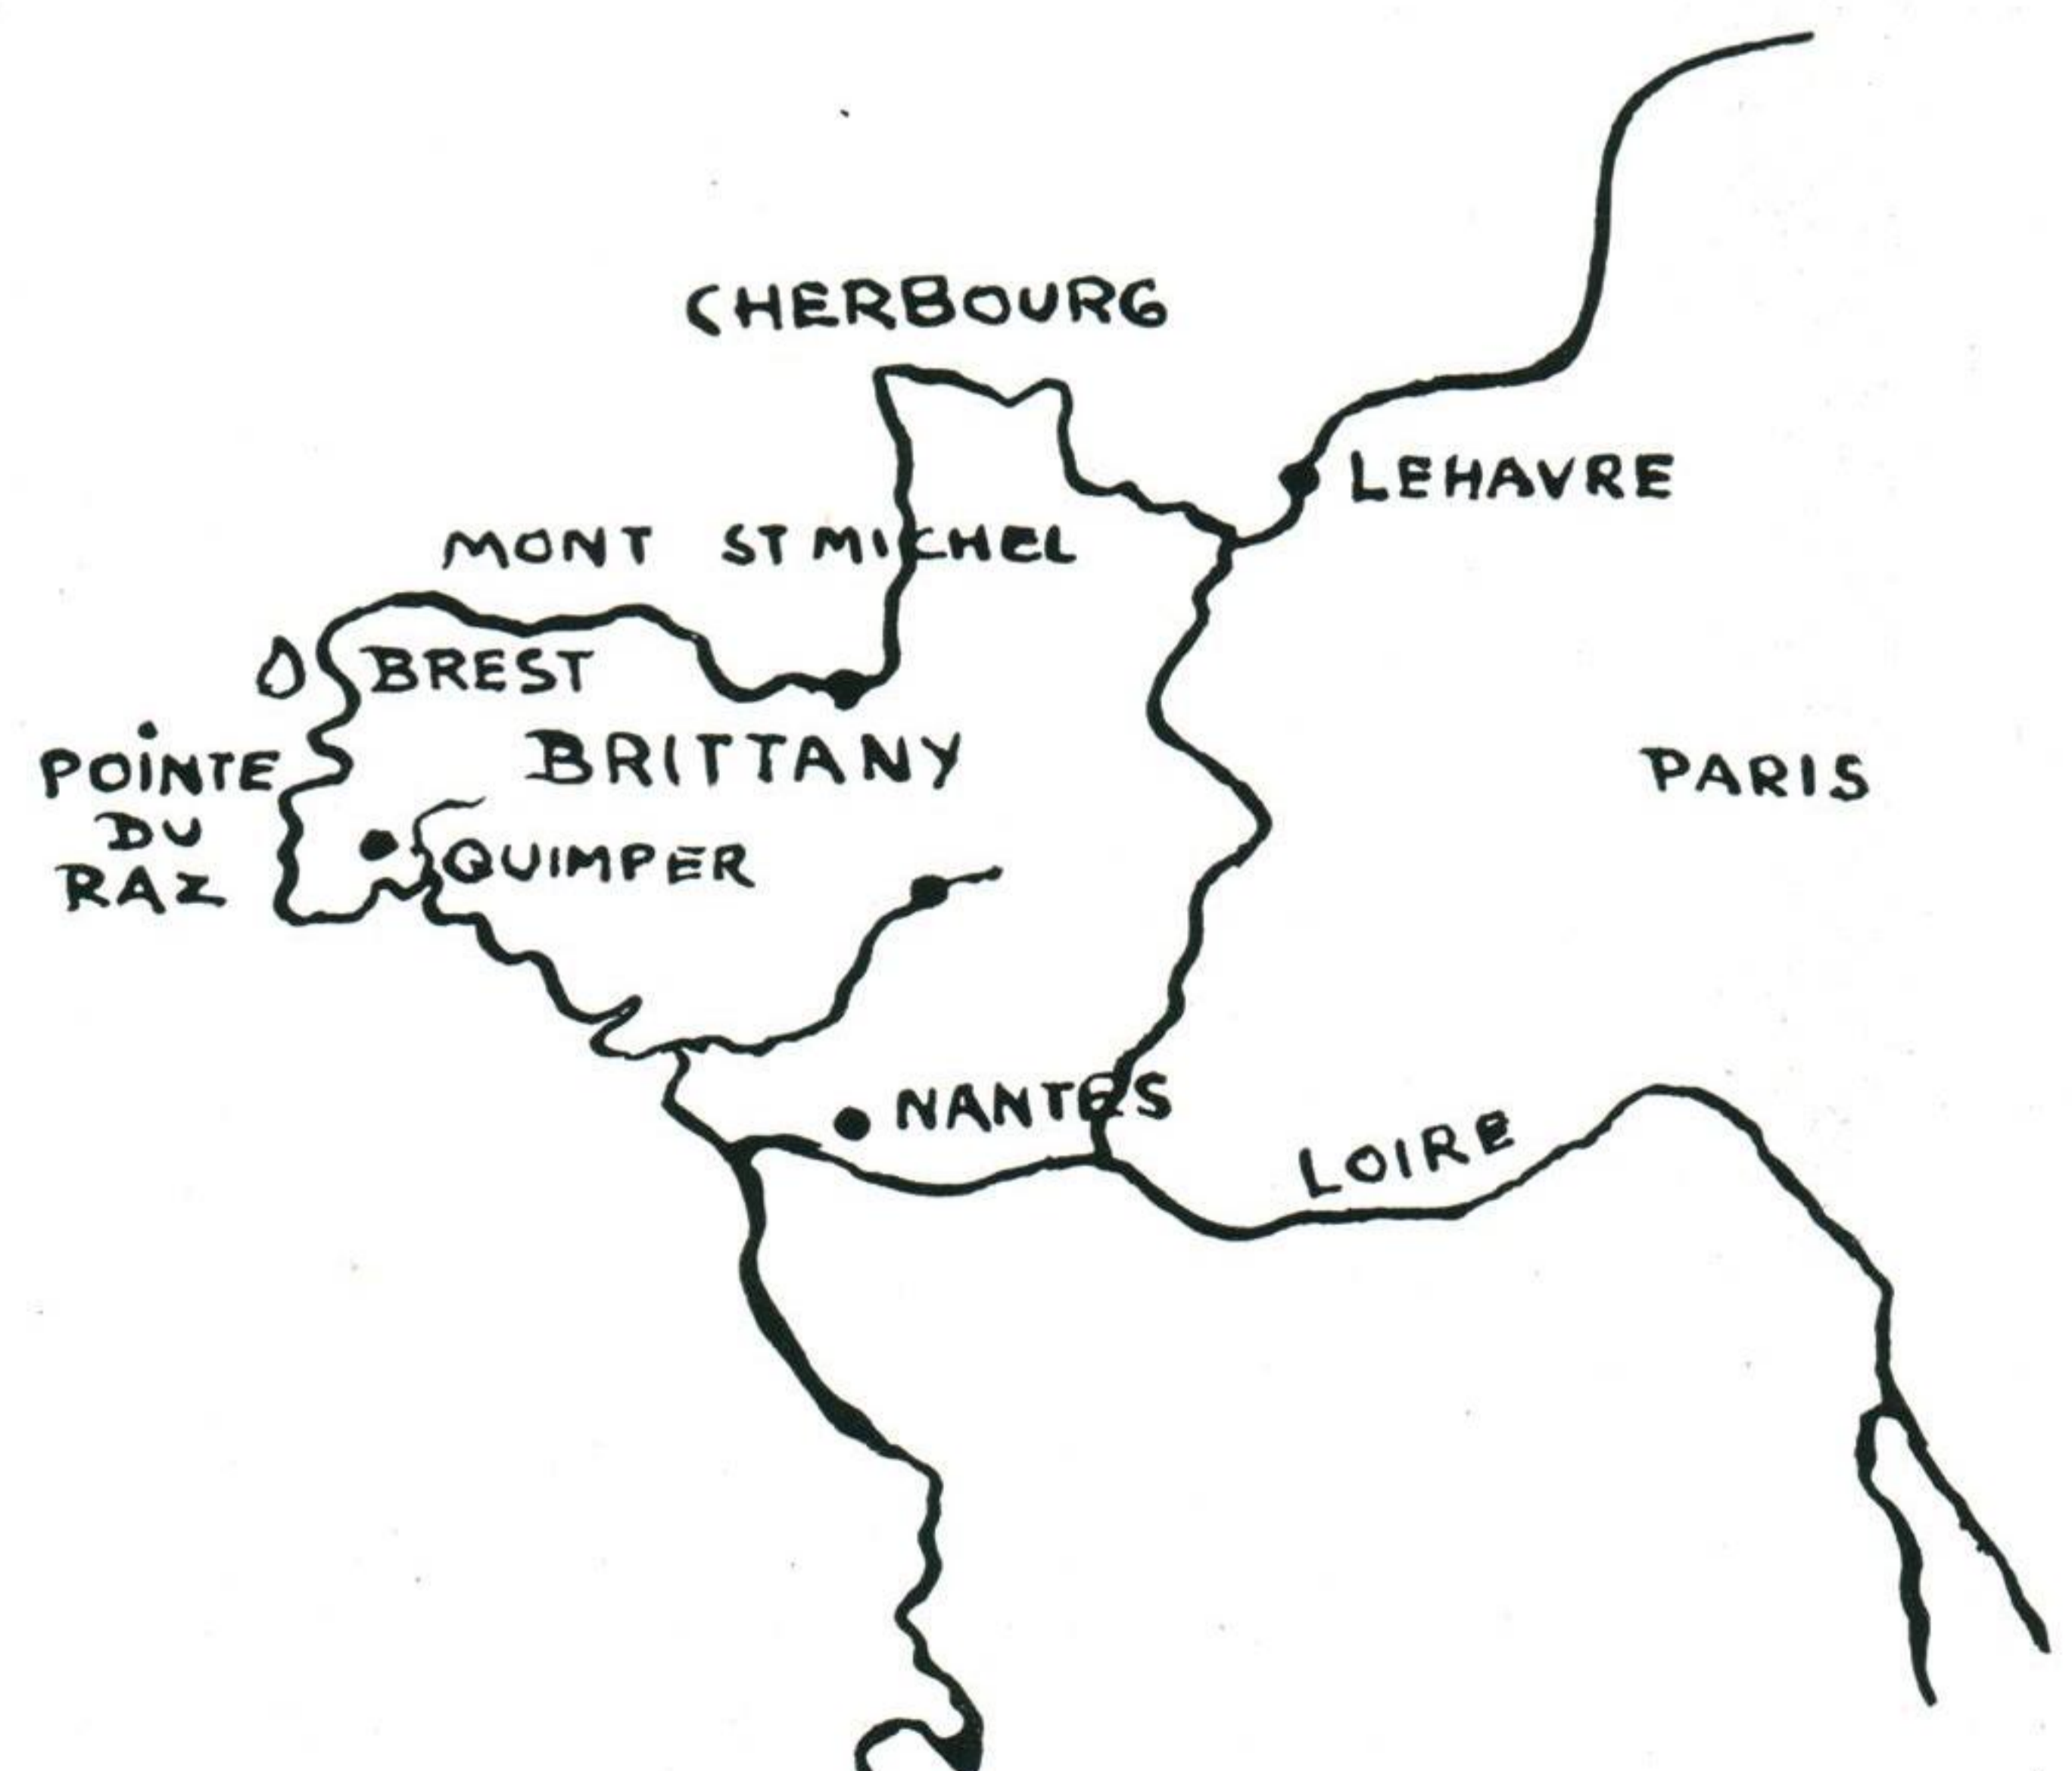 CHERBOURG
LEHAVRE
MONT ST MICHEL
BREST
BRITTANY
POINTE
DU
RAZ
PARIS
QUIMPER
NANTES
LOIRE